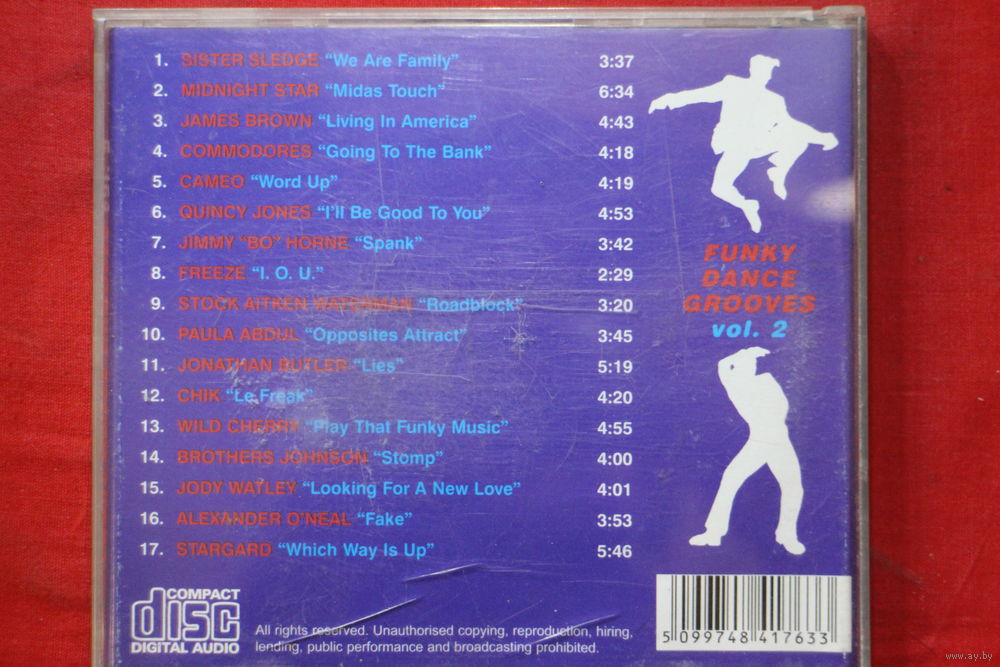 1. SISTER SLEDGE “We Are Family” 3:37
2. MIDNIGHT STAR “Midas Touch” 6:34
3. JAMES BROWN “Living In America” 4:43
4. COMMODORES “Going To The Bank” 4:18
5. CAMEO “Word Up” 4:19
6. QUINCY JONES “I’ll Be Good To You” 4:53
7. JIMMY “BO” HORNE “Spank” 3:42
8. FREEZE “I. O. U.” 2:29
9. STOCK AITKEN WATERMAN “Roadblock” 3:20
10. PAULA ABDUL “Opposites Attract” 3:45
11. JONATHAN BUTLER “Lies” 5:19
12. CHIK “Le Freak” 4:20
13. WILD CHERRY “Play That Funky Music” 4:55
14. BROTHERS JOHNSON “Stomp” 4:00
15. JODY WATLEY “Looking For A New Love” 4:01
16. ALEXANDER O’NEAL “Fake” 3:53
17. STARGARD “Which Way Is Up” 5:46
FUNKY
DANCE
GROOVES
vol. 2
COMPACT
disc
DIGITAL AUDIO
All rights reserved. Unauthorised copying, reproduction, hiring,
lending, public performance and broadcasting prohibited.
5 099748 417633
www.ay.by